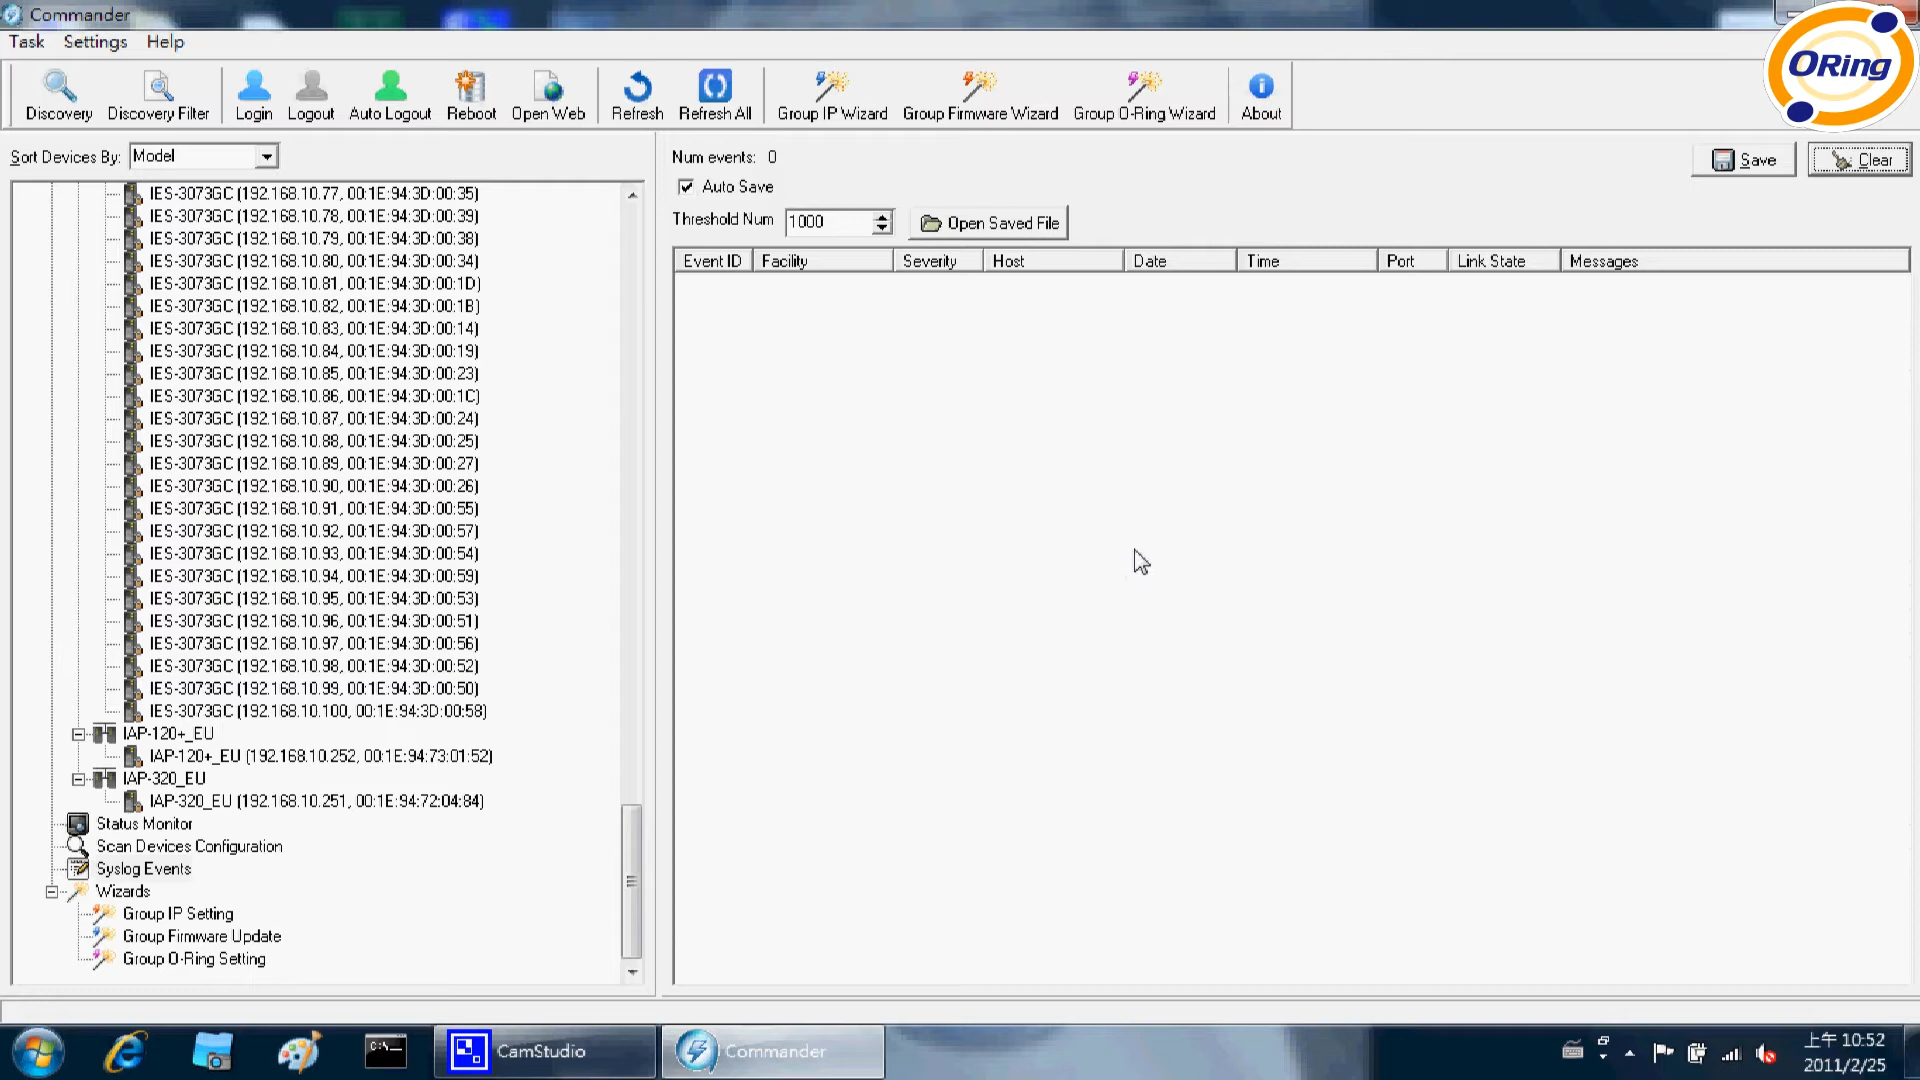 Commander
Task Settings Help
Discovery Discovery Filter Login Logout Auto Logout Reboot Open Web Refresh Refresh All Group IP Wizard Group Firmware Wizard Group O-Ring Wizard About
ORing
Sort Devices By: Model
Num events: 0
Save Clear
Auto Save
Threshold Num 1000 Open Saved File
Event ID Facility Severity Host Date Time Port Link State Messages
IES-3073GC (192.168.10.77, 00:1E:94:3D:00:35)
IES-3073GC (192.168.10.78, 00:1E:94:3D:00:39)
IES-3073GC (192.168.10.79, 00:1E:94:3D:00:38)
IES-3073GC (192.168.10.80, 00:1E:94:3D:00:34)
IES-3073GC (192.168.10.81, 00:1E:94:3D:00:1D)
IES-3073GC (192.168.10.82, 00:1E:94:3D:00:1B)
IES-3073GC (192.168.10.83, 00:1E:94:3D:00:14)
IES-3073GC (192.168.10.84, 00:1E:94:3D:00:19)
IES-3073GC (192.168.10.85, 00:1E:94:3D:00:23)
IES-3073GC (192.168.10.86, 00:1E:94:3D:00:1C)
IES-3073GC (192.168.10.87, 00:1E:94:3D:00:24)
IES-3073GC (192.168.10.88, 00:1E:94:3D:00:25)
IES-3073GC (192.168.10.89, 00:1E:94:3D:00:27)
IES-3073GC (192.168.10.90, 00:1E:94:3D:00:26)
IES-3073GC (192.168.10.91, 00:1E:94:3D:00:55)
IES-3073GC (192.168.10.92, 00:1E:94:3D:00:57)
IES-3073GC (192.168.10.93, 00:1E:94:3D:00:54)
IES-3073GC (192.168.10.94, 00:1E:94:3D:00:59)
IES-3073GC (192.168.10.95, 00:1E:94:3D:00:53)
IES-3073GC (192.168.10.96, 00:1E:94:3D:00:51)
IES-3073GC (192.168.10.97, 00:1E:94:3D:00:56)
IES-3073GC (192.168.10.98, 00:1E:94:3D:00:52)
IES-3073GC (192.168.10.99, 00:1E:94:3D:00:50)
IES-3073GC (192.168.10.100, 00:1E:94:3D:00:58)
IAP-120+_EU
IAP-120+_EU (192.168.10.252, 00:1E:94:73:01:52)
IAP-320_EU
IAP-320_EU (192.168.10.251, 00:1E:94:72:04:84)
Status Monitor
Scan Devices Configuration
Syslog Events
Wizards
Group IP Setting
Group Firmware Update
Group O-Ring Setting
C:\
CamStudio
Commander
上午 10:52
2011/2/25